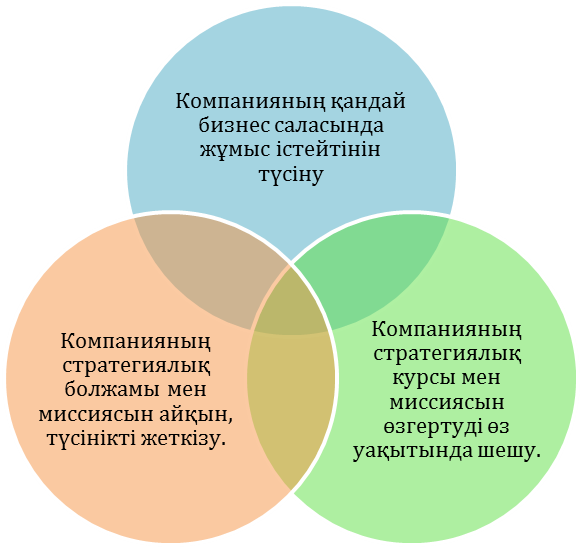 Компанияның қандай
бизнес саласында
жұмыс істейтінін
түсіну
Компанияның
стратегиялық
болжамы мен
миссиясын айқын,
түсінікті жеткізу.
Компанияның
стратегиялық
курсы мен
миссиясын
өзгертуді өз
уақытында шешу.